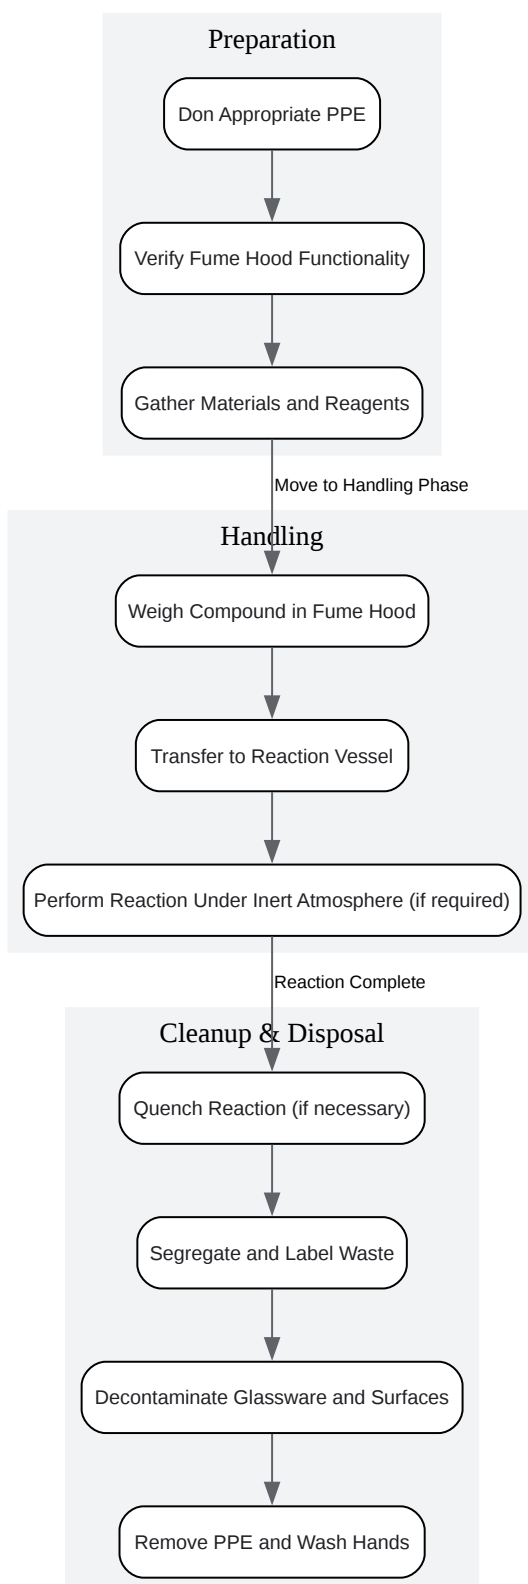 Preparation
Don Appropriate PPE
Verify Fume Hood Functionality
Gather Materials and Reagents
Move to Handling Phase
Handling
Weigh Compound in Fume Hood
Transfer to Reaction Vessel
Perform Reaction Under Inert Atmosphere (if required)
Reaction Complete
Cleanup & Disposal
Quench Reaction (if necessary)
Segregate and Label Waste
Decontaminate Glassware and Surfaces
Remove PPE and Wash Hands